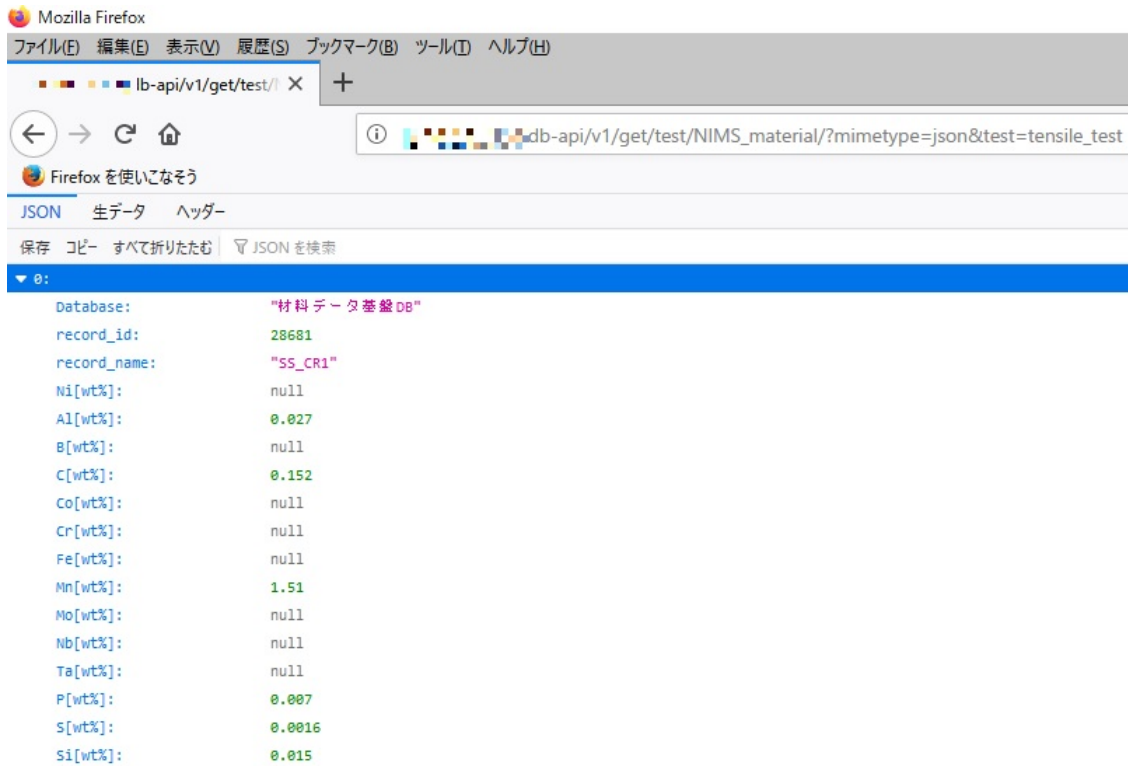 Mozilla Firefox
ファイル(F) 編集(E) 表示(V) 履歴(S) ブックマーク(B) ツール(T) ヘルプ(H)
lb-api/v1/get/test/
db-api/v1/get/test/NIMS_material/?mimetype=json&test=tensile_test
Firefox を使いこなそう
JSON 生データ ヘッダー
保存 コピー すべて折りたたむ JSON を検索
0:
Database: "材料データ基盤DB"
record_id: 28681
record_name: "SS_CR1"
Ni[wt%]: null
Al[wt%]: 0.027
B[wt%]: null
C[wt%]: 0.152
Co[wt%]: null
Cr[wt%]: null
Fe[wt%]: null
Mn[wt%]: 1.51
Mo[wt%]: null
Nb[wt%]: null
Ta[wt%]: null
P[wt%]: 0.007
S[wt%]: 0.0016
Si[wt%]: 0.015